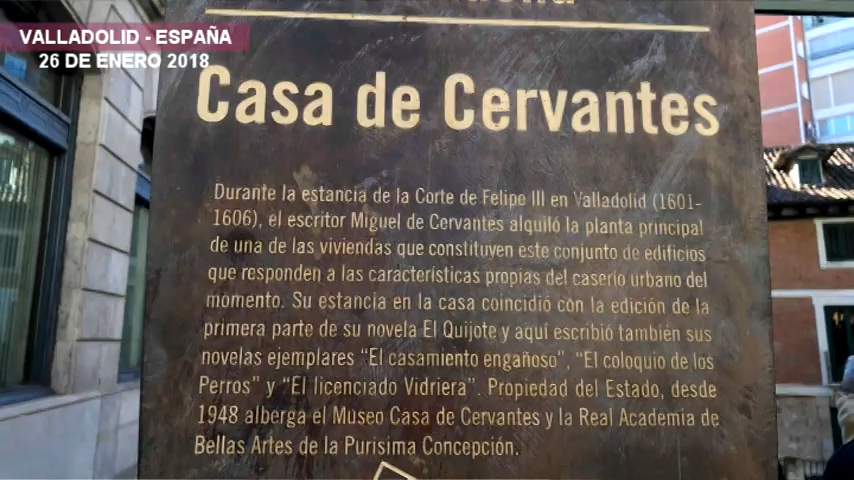 VALLADOLID - ESPAÑA
26 DE ENERO 2018
Casa de Cervantes
Durante la estancia de la Corte de Felipe III en Valladolid (1601-
1606), el escritor Miguel de Cervantes alquiló la planta principal
de una de las viviendas que constituyen este conjunto de edificios
que responden a las características propias del caserío urbano del
momento. Su estancia en la casa coincidió con la edición de la
primera parte de su novela El Quijote y aquí escribió también sus
novelas ejemplares “El casamiento engañoso”, “El coloquio de los
Perros” y “El licenciado Vidriera”. Propiedad del Estado, desde
1948 alberga el Museo Casa de Cervantes y la Real Academia de
Bellas Artes de la Purísima Concepción.